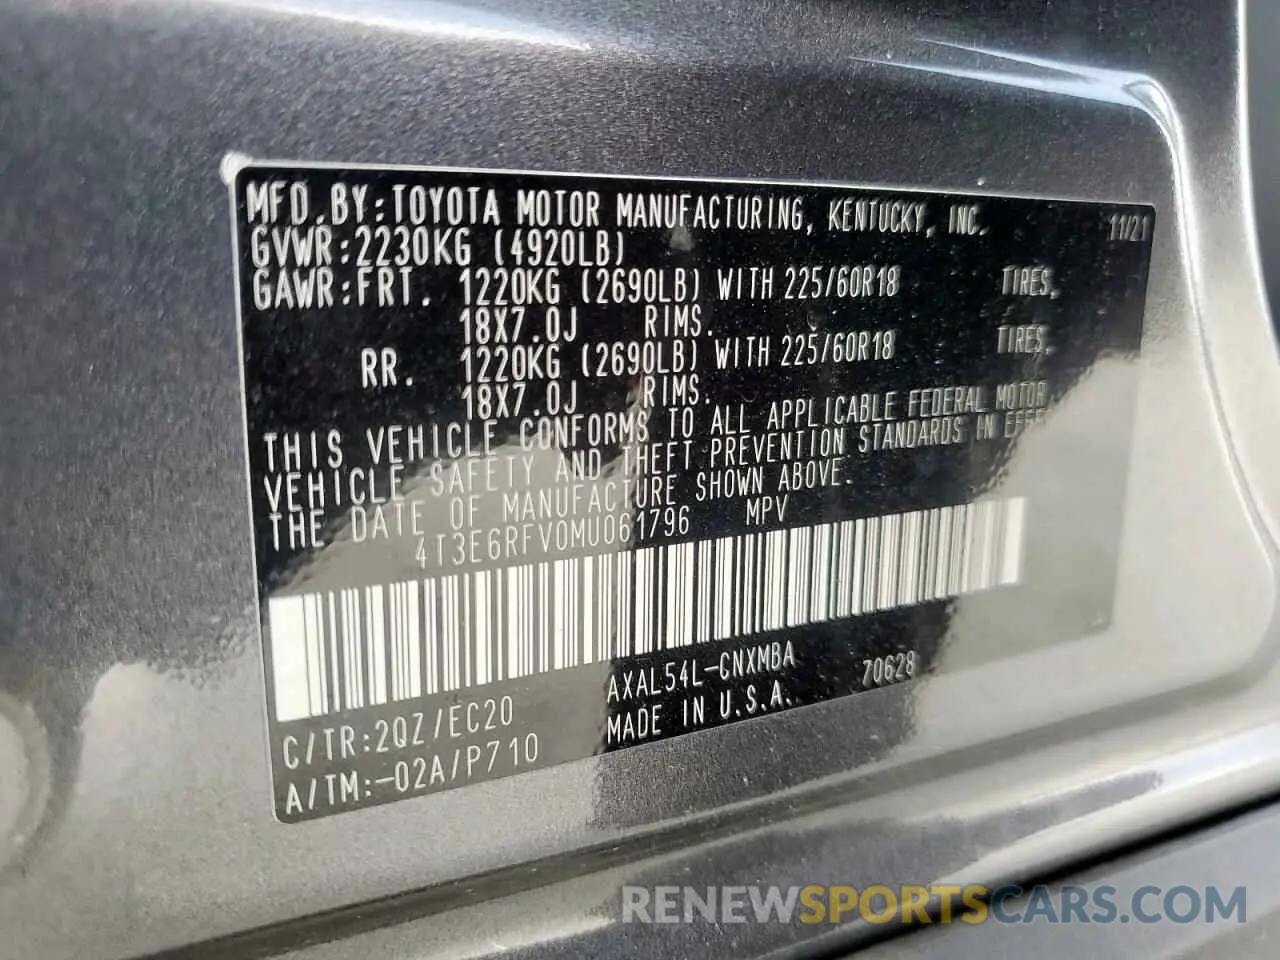 MFD.BY:TOYOTA MOTOR MANUFACTURING, KENTUCKY, INC. 11/21
GVWR:2230KG (4920LB)
GAWR:FRT. 1220KG (2690LB) WITH 225/60R18 TIRES,
18X7.0J RIMS.
RR. 1220KG (2690LB) WITH 225/60R18 TIRES,
18X7.0J RIMS.
THIS VEHICLE CONFORMS TO ALL APPLICABLE FEDERAL MOTOR
VEHICLE SAFETY AND THEFT PREVENTION STANDARDS IN
THE DATE OF MANUFACTURE SHOWN ABOVE.
4T3E6RFV0MU061796 MPV
AXAL54L-CNXMBA 70628
C/TR:2QZ/EC20 MADE IN U.S.A.
A/TM:-02A/P710
RENEWSPORTSCARS.COM